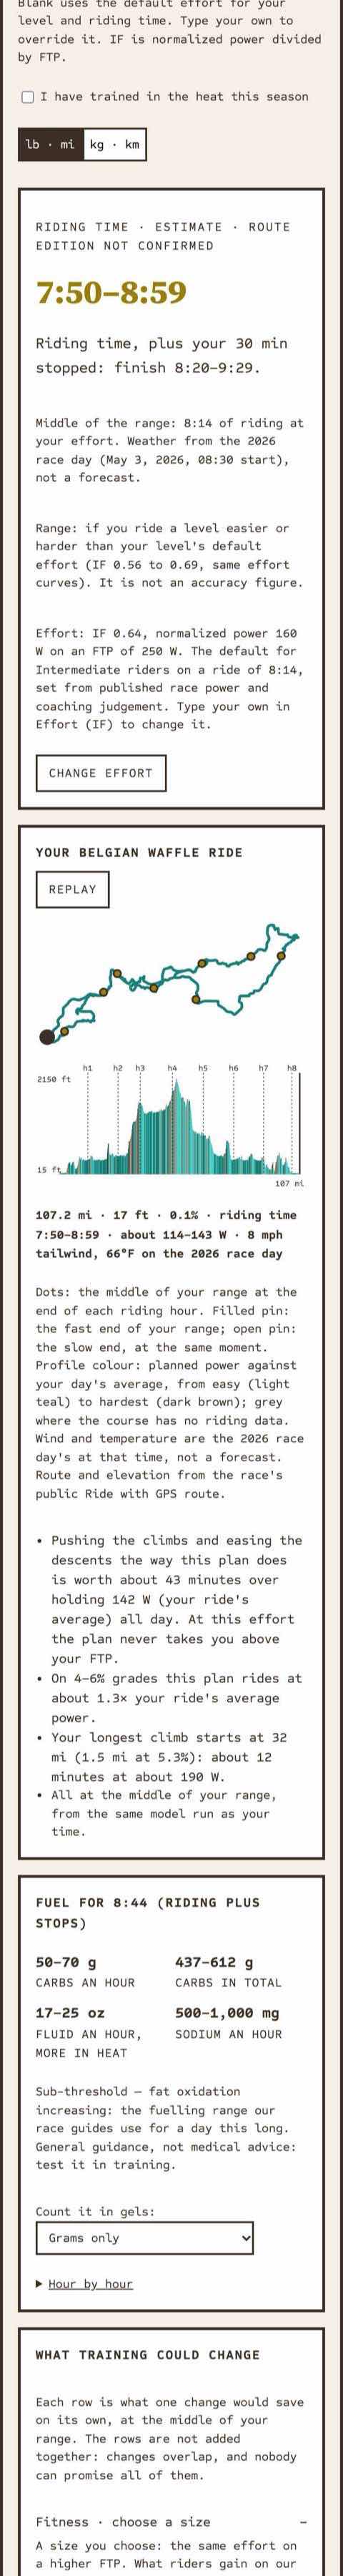 Blank uses the default effort for your
level and riding time. Type your own to
override it. IF is normalized power divided
by FTP.
I have trained in the heat this season
lb · mi kg · km
RIDING TIME · ESTIMATE · ROUTE
EDITION NOT CONFIRMED
7:50–8:59
Riding time, plus your 30 min
stopped: finish 8:20–9:29.
Middle of the range: 8:14 of riding at
your effort. Weather from the 2026
race day (May 3, 2026, 08:30 start),
not a forecast.
Range: if you ride a level easier or
harder than your level's default
effort (IF 0.56 to 0.69, same effort
curves). It is not an accuracy figure.
Effort: IF 0.64, normalized power 160
W on an FTP of 250 W. The default for
Intermediate riders on a ride of 8:14,
set from published race power and
coaching judgement. Type your own in
Effort (IF) to change it.
CHANGE EFFORT
YOUR BELGIAN WAFFLE RIDE
REPLAY
h1 h2 h3 h4 h5 h6 h7 h8
2150 ft
15 ft
107 mi
107.2 mi · 17 ft · 0.1% · riding time
7:50–8:59 · about 114–143 W · 8 mph
tailwind, 66°F on the 2026 race day
Dots: the middle of your range at the
end of each riding hour. Filled pin:
the fast end of your range; open pin:
the slow end, at the same moment.
Profile colour: planned power against
your day's average, from easy (light
teal) to hardest (dark brown); grey
where the course has no riding data.
Wind and temperature are the 2026 race
day's at that time, not a forecast.
Route and elevation from the race's
public Ride with GPS route.
• Pushing the climbs and easing the
descents the way this plan does
is worth about 43 minutes over
holding 142 W (your ride's
average) all day. At this effort
the plan never takes you above
your FTP.
• On 4–6% grades this plan rides at
about 1.3× your ride's average
power.
• Your longest climb starts at 32
mi (1.5 mi at 5.3%): about 12
minutes at about 190 W.
• All at the middle of your range,
from the same model run as your
time.
FUEL FOR 8:44 (RIDING PLUS
STOPS)
50-70 g 437-612 g
CARBS AN HOUR CARBS IN TOTAL
17-25 oz 500-1,000 mg
FLUID AN HOUR, SODIUM AN HOUR
MORE IN HEAT
Sub-threshold — fat oxidation
increasing: the fuelling range our
race guides use for a day this long.
General guidance, not medical advice:
test it in training.
Count it in gels:
Grams only
▶ Hour by hour
WHAT TRAINING COULD CHANGE
Each row is what one change would save
on its own, at the middle of your
range. The rows are not added
together: changes overlap, and nobody
can promise all of them.
Fitness · choose a size –
A size you choose: the same effort on
a higher FTP. What riders gain on our